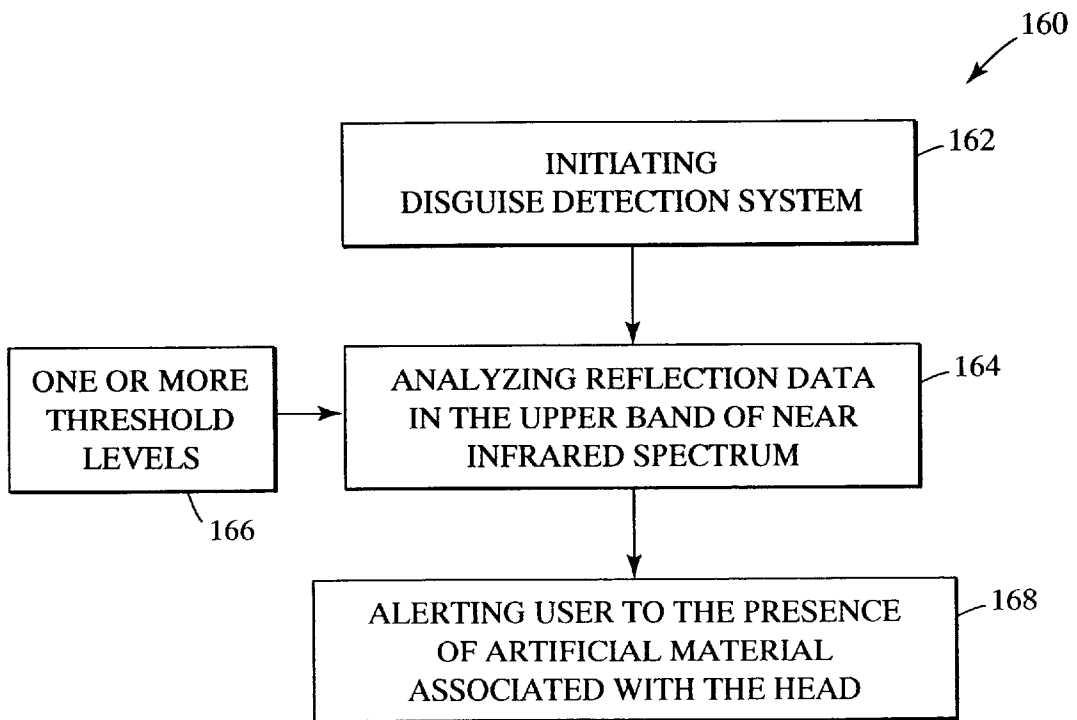 160
INITIATING
DISGUISE DETECTION SYSTEM
162
ONE OR MORE
THRESHOLD
LEVELS
166
ANALYZING REFLECTION DATA
IN THE UPPER BAND OF NEAR
INFRARED SPECTRUM
164
ALERTING USER TO THE PRESENCE
OF ARTIFICIAL MATERIAL
ASSOCIATED WITH THE HEAD
168